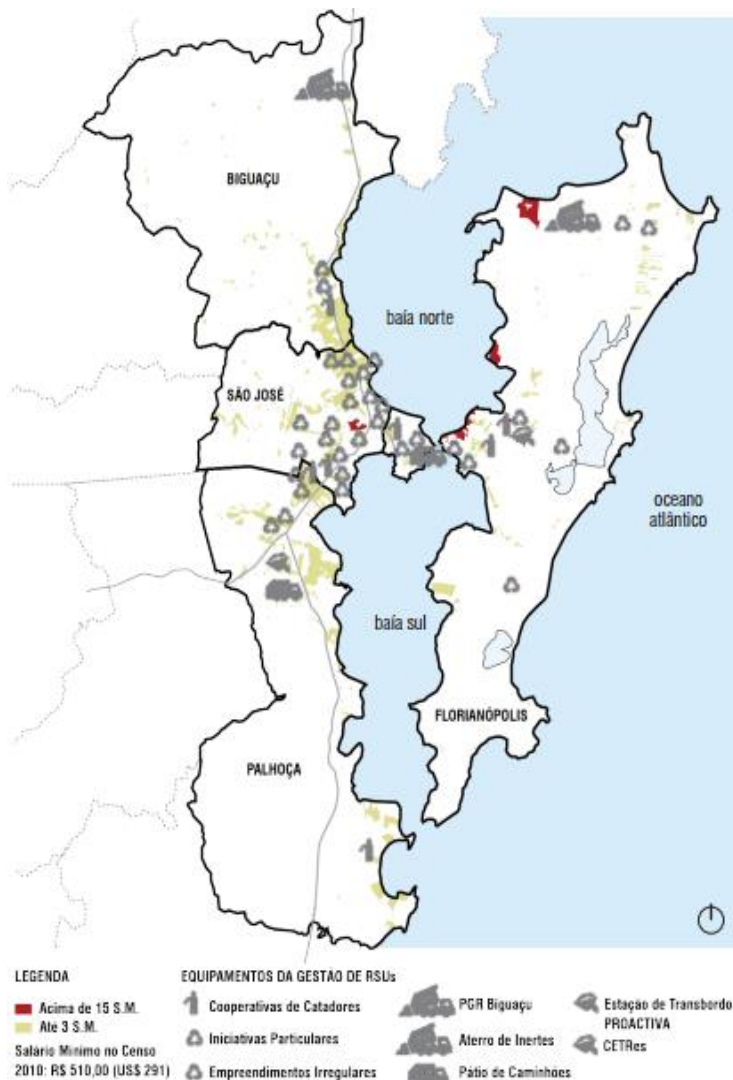 BIGUAÇU
baía norte
SÃO JOSÉ
oceano
atlântico
baía sul
FLORIANÓPOLIS
PALHOÇA
LEGENDA
Acima de 15 S.M.
Até 3 S.M.
Salário Mínimo no Censo
2010: R$ 510,00 (US$ 291)
EQUIPAMENTOS DA GESTÃO DE RSUs
Cooperativas de Catadores
Iniciativas Particulares
Empreendimentos Irregulares
PGR Biguaçu
Aterro de Inertes
Pátio de Caminhões
Estação de Transbordo
PROACTIVA
CETRes